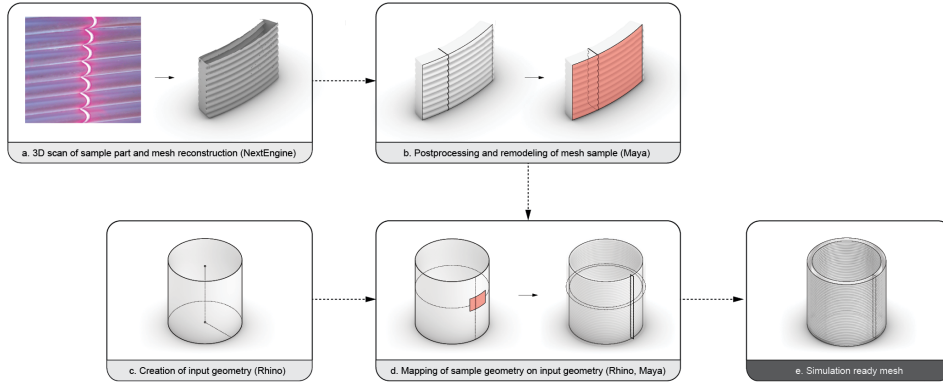 a. 3D scan of sample part and mesh reconstruction (NextEngine)
b. Postprocessing and remodeling of mesh sample (Maya)
c. Creation of input geometry (Rhino)
d. Mapping of sample geometry on input geometry (Rhino, Maya)
e. Simulation ready mesh